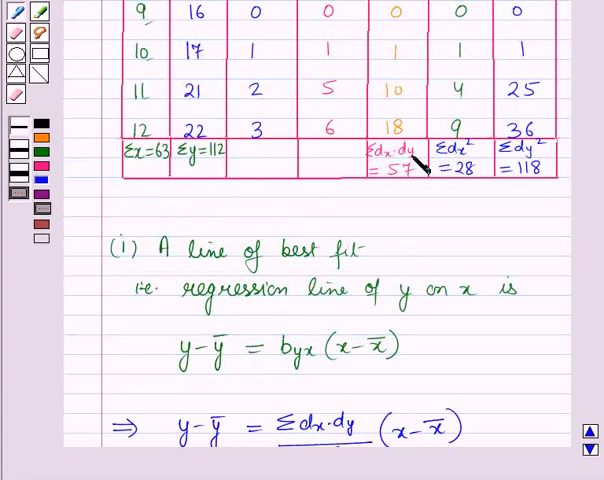 9 16 0 0 0 0 0
10 17 1 1 1 1 1
11 21 2 5 10 4 25
12 22 3 6 18 9 36
Σx=63 Σy=112 Σdx·dy = 57 Σdx² = 28 Σdy² = 118
(i) A line of best fit
i.e. regression line of y on x is
y-ȳ = byx (x-x̄)
⇒ y-ȳ = Σdx·dy (x-x̄)